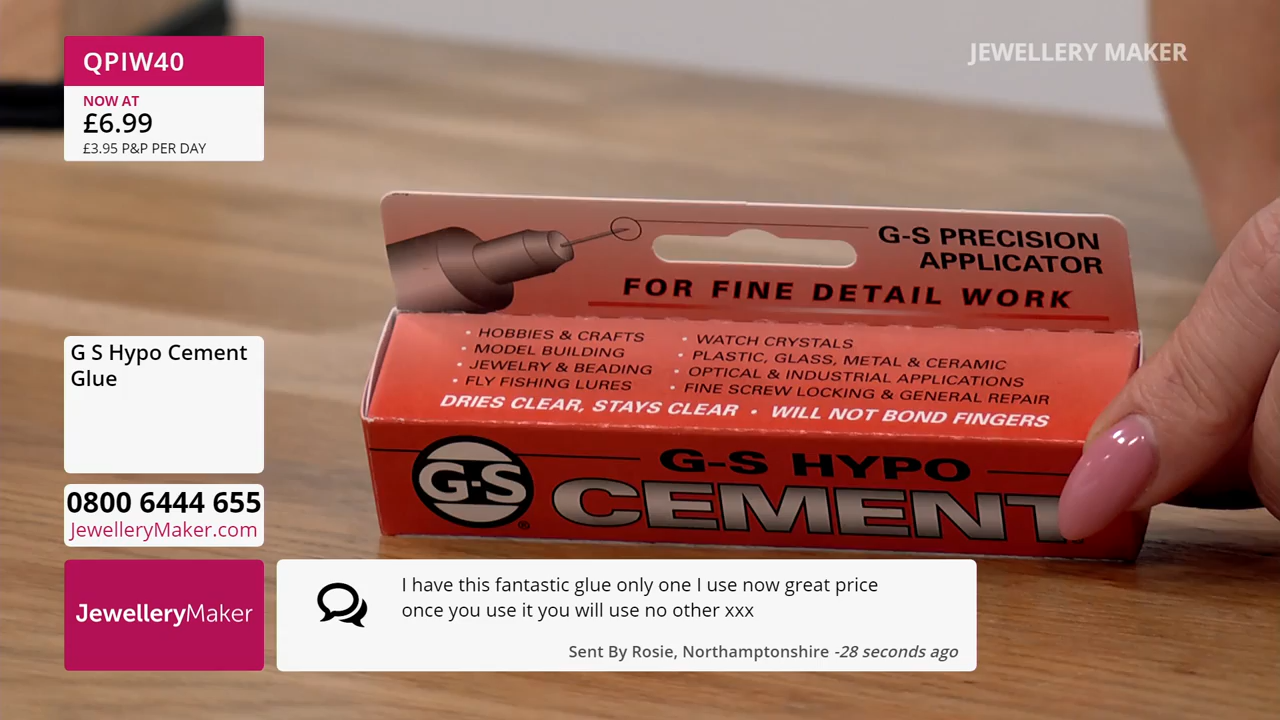 QPIW40
NOW AT
£6.99
£3.95 P&P PER DAY
JEWELLERY MAKER
G-S PRECISION
APPLICATOR
FOR FINE DETAIL WORK
• HOBBIES & CRAFTS
• MODEL BUILDING
• JEWELRY & BEADING
• FLY FISHING LURES
• WATCH CRYSTALS
• PLASTIC, GLASS, METAL & CERAMIC
• OPTICAL & INDUSTRIAL APPLICATIONS
• FINE SCREW LOCKING & GENERAL REPAIR
DRIES CLEAR, STAYS CLEAR • WILL NOT BOND FINGERS
G-S®
G-S HYPO
CEMENT
G S Hypo Cement
Glue
0800 6444 655
JewelleryMaker.com
JewelleryMaker
I have this fantastic glue only one I use now great price
once you use it you will use no other xxx
Sent By Rosie, Northamptonshire -28 seconds ago